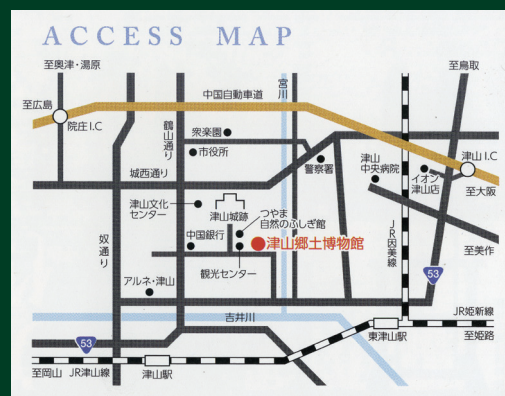 ACCESS MAP
至奥津・湯原
至鳥取
宮川
中国自動車道
至広島
院庄I.C
鶴山通り
衆楽園
市役所
城西通り
警察署
津山
中央病院
イオン
津山店
津山I.C
至大阪
津山文化
センター
津山城跡
つやま
自然のふしぎ館
奴通り
中国銀行
津山郷土博物館
観光センター
アルネ・津山
JR因美線
至美作
53
吉井川
JR姫新線
東津山駅
至姫路
53
至岡山
JR津山線
津山駅